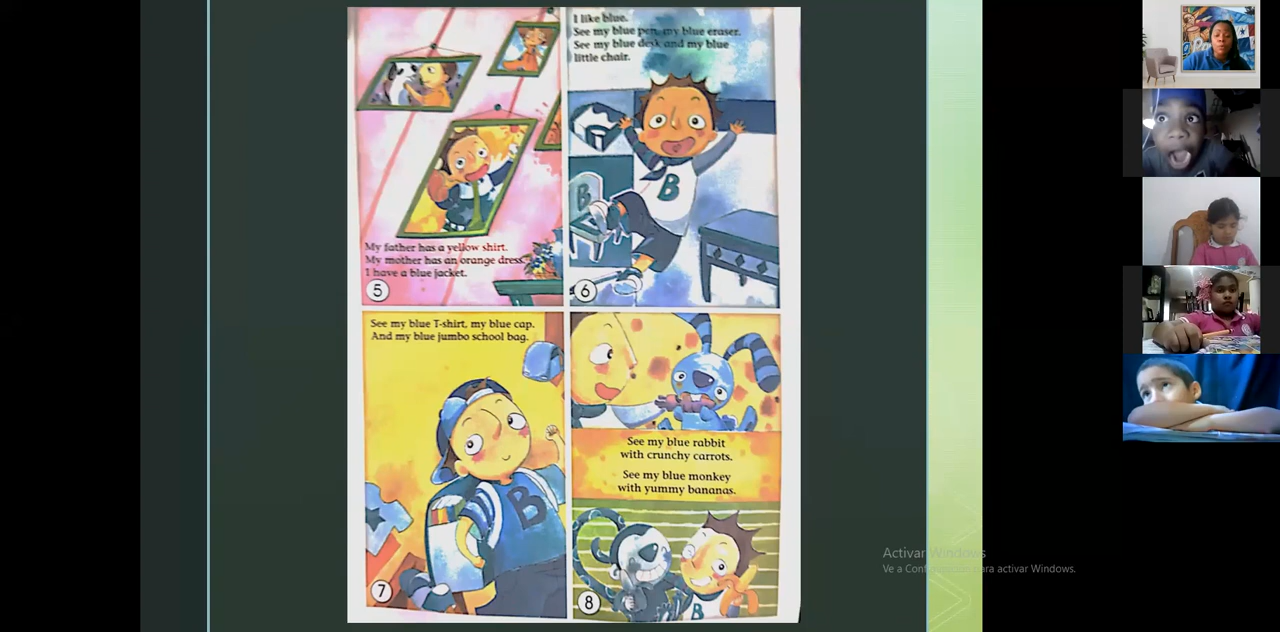 My father has a yellow shirt.
My mother has an orange dress.
I have a blue jacket.
5
I like blue.
See my blue pen, my blue eraser.
See my blue desk and my blue
little chair.
B
B
6
See my blue T-shirt, my blue cap.
And my blue jumbo school bag.
B
7
See my blue rabbit
with crunchy carrots.
See my blue monkey
with yummy bananas.
B
8
Activar Windows
Ve a para activar Windows.